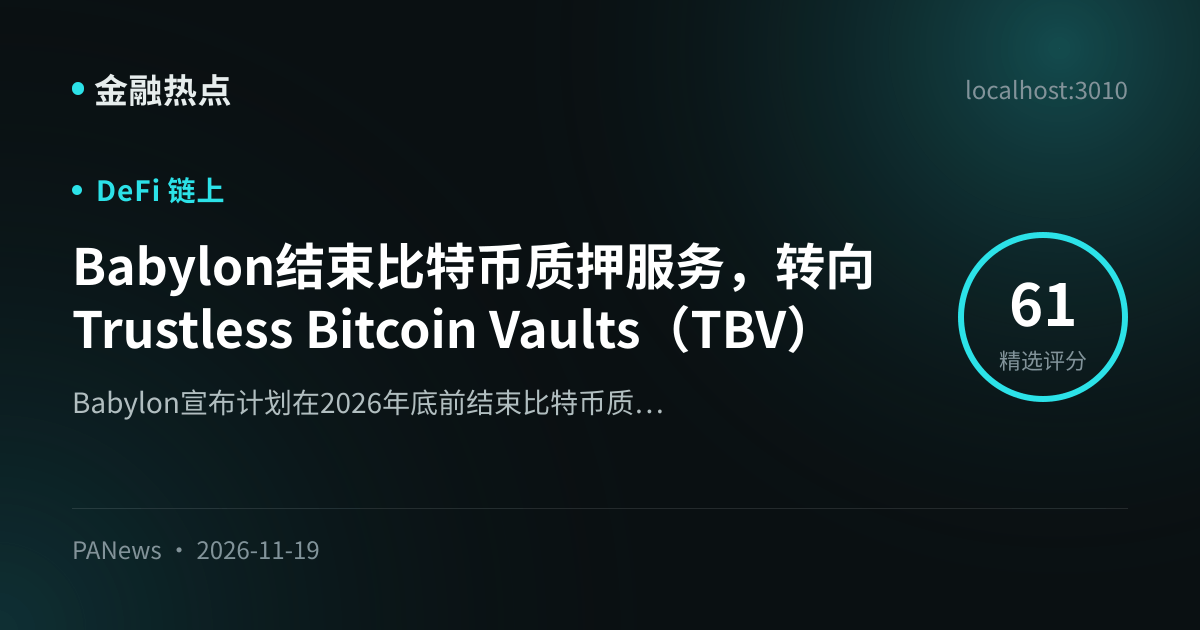 金融热点
localhost:3010
DeFi 链上
Babylon结束比特币质押服务，转向
Trustless Bitcoin Vaults（TBV）
61
精选评分
Babylon宣布计划在2026年底前结束比特币质…
PANews · 2026-11-19